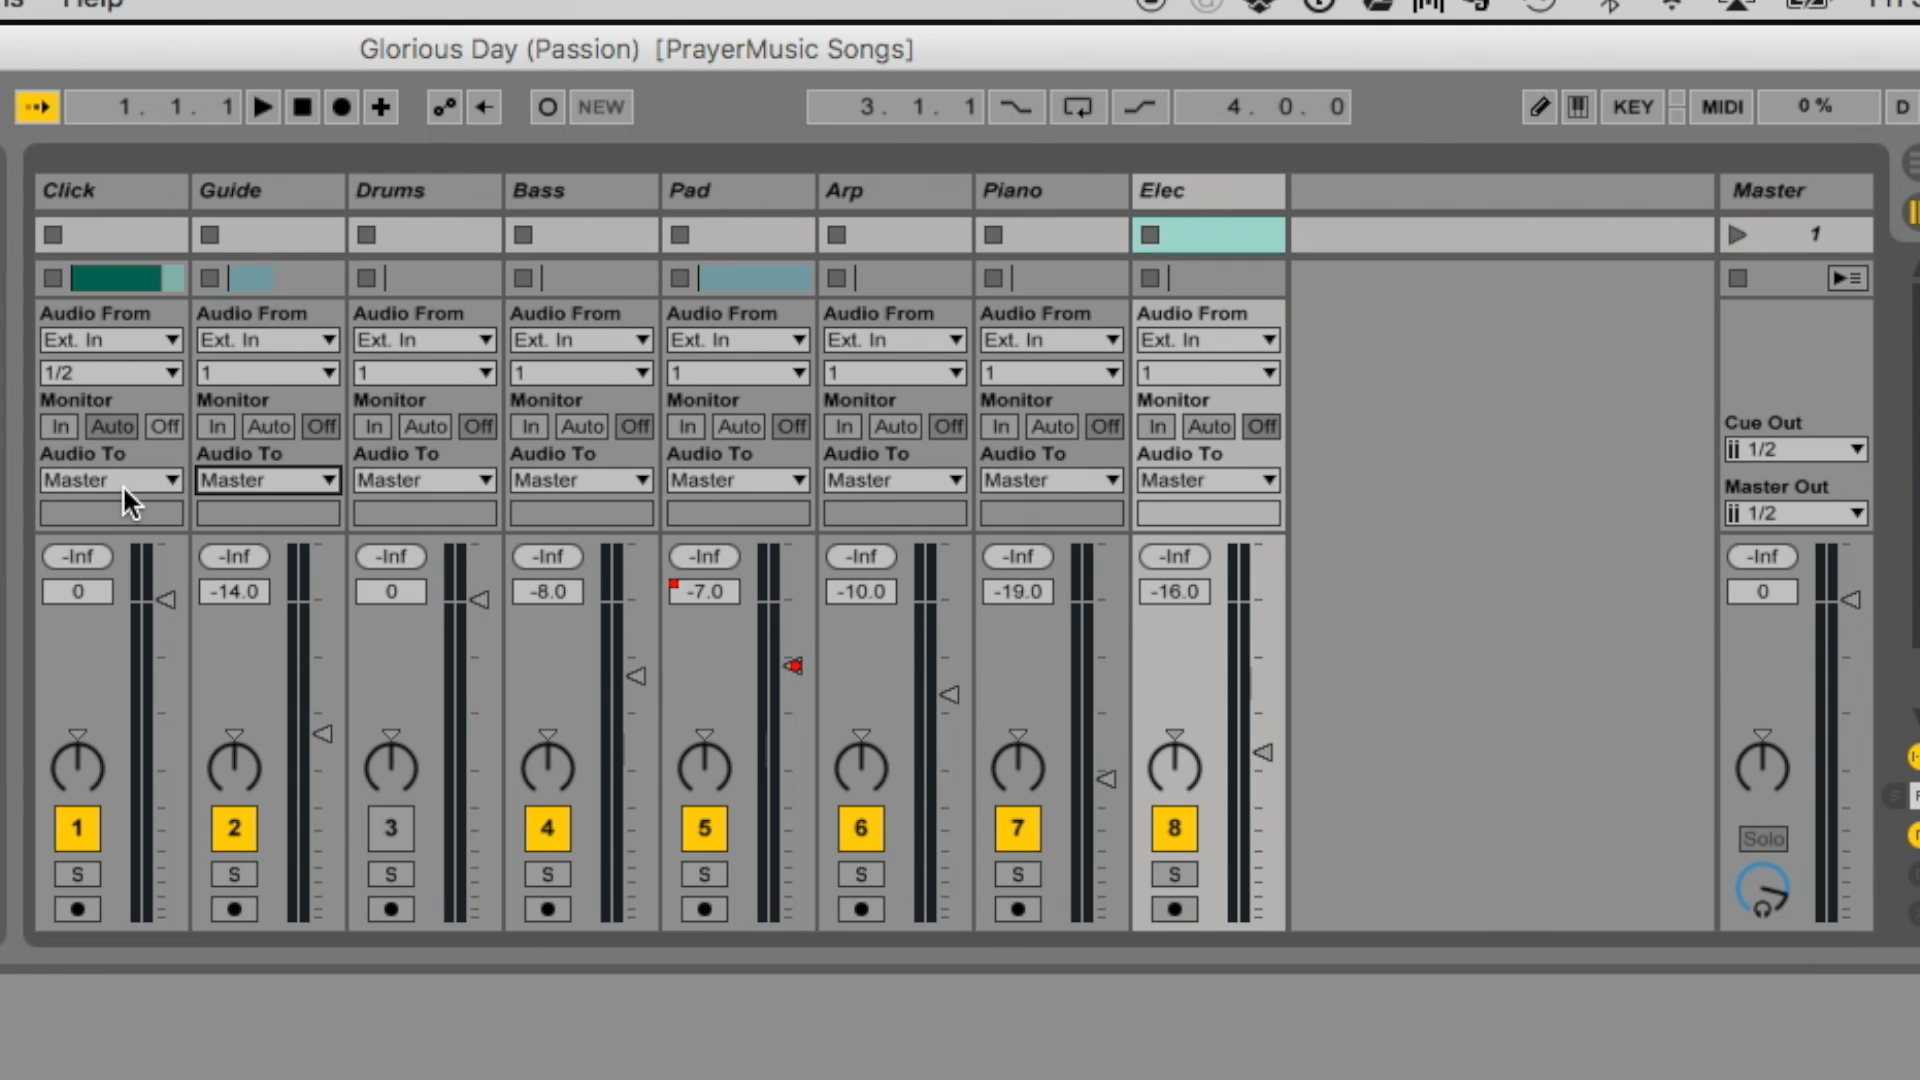 Help
Glorious Day (Passion) [PrayerMusic Songs]
1. 1. 1 NEW 3. 1. 1 4. 0. 0 KEY MIDI 0 % D
Click Guide Drums Bass Pad Arp Piano Elec Master
1
Audio From Audio From Audio From Audio From Audio From Audio From Audio From Audio From
Ext. In Ext. In Ext. In Ext. In Ext. In Ext. In Ext. In Ext. In
1/2 1 1 1 1 1 1 1
Monitor Monitor Monitor Monitor Monitor Monitor Monitor Monitor
In Auto Off In Auto Off In Auto Off In Auto Off In Auto Off In Auto Off In Auto Off In Auto Off
Cue Out
1/2
Audio To Audio To Audio To Audio To Audio To Audio To Audio To Audio To
Master Master Master Master Master Master Master Master
Master Out
1/2
-Inf -Inf -Inf -Inf -Inf -Inf -Inf -Inf -Inf
0 -14.0 0 -8.0 -7.0 -10.0 -19.0 -16.0 0
1 2 3 4 5 6 7 8 Solo
S S S S S S S S